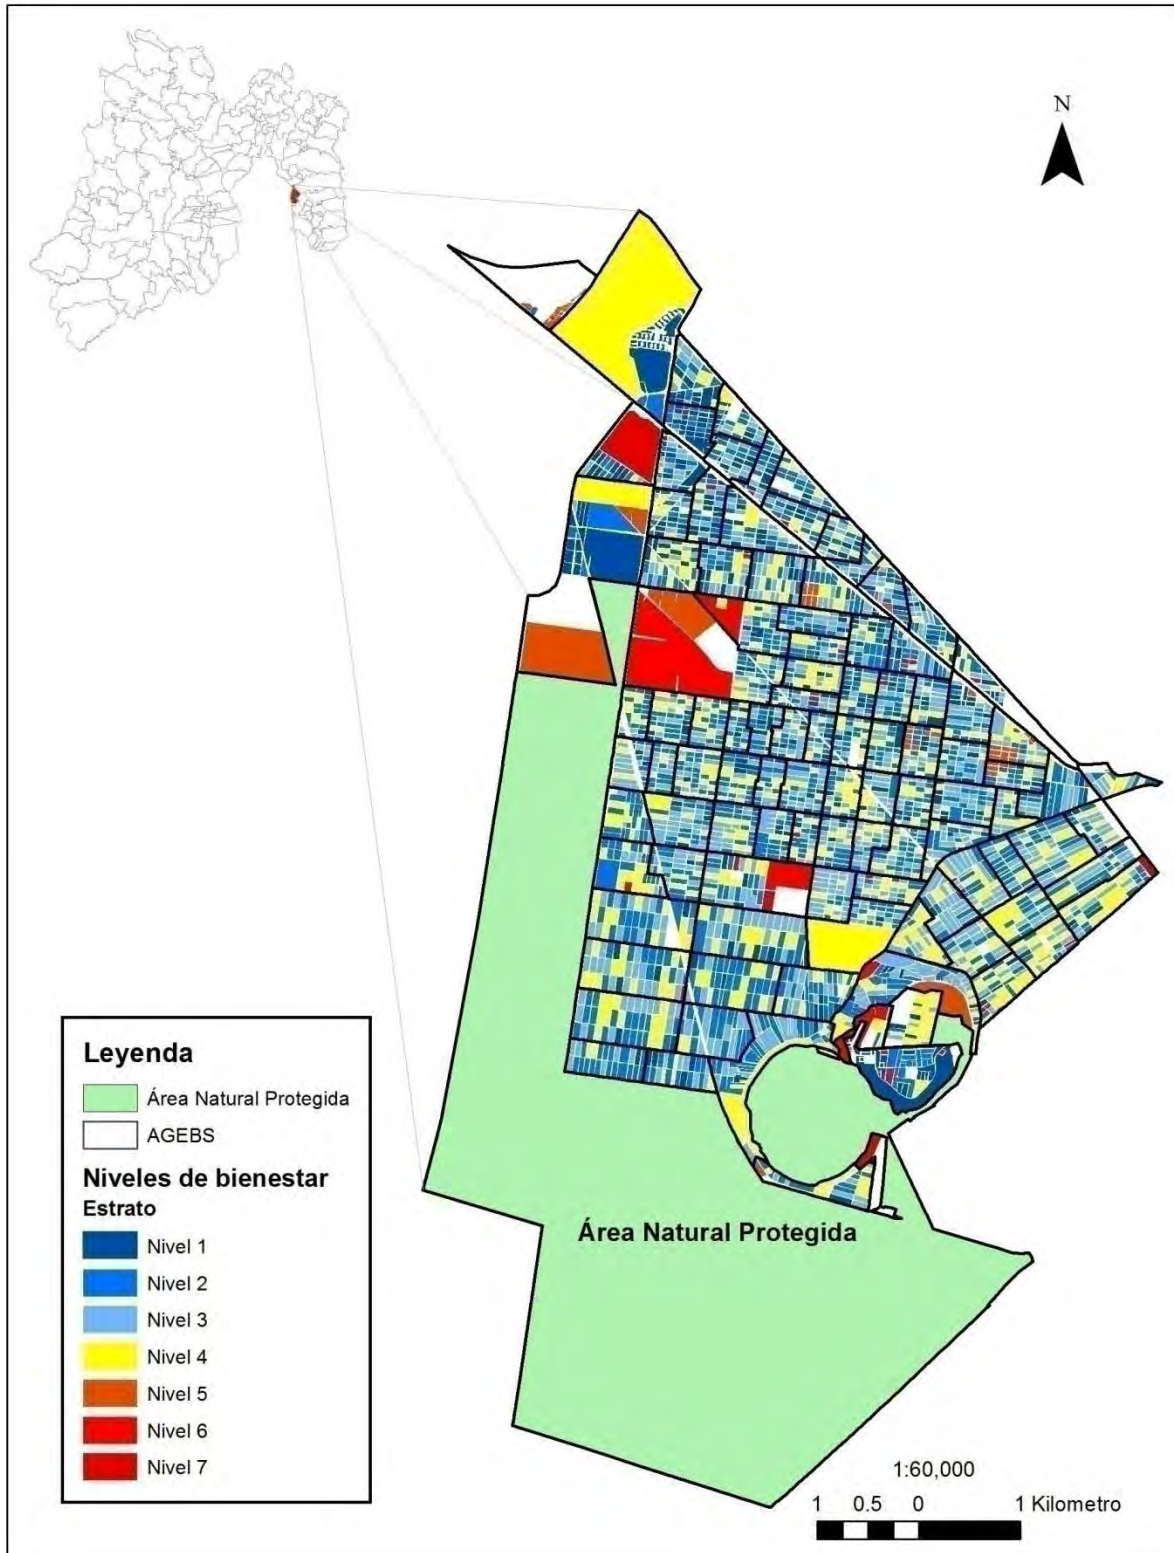 N
Leyenda
Área Natural Protegida
AGEBS
Niveles de bienestar
Estrato
Nivel 1
Nivel 2
Nivel 3
Nivel 4
Nivel 5
Nivel 6
Nivel 7
Área Natural Protegida
1:60,000
1 0.5 0 1 Kilometro